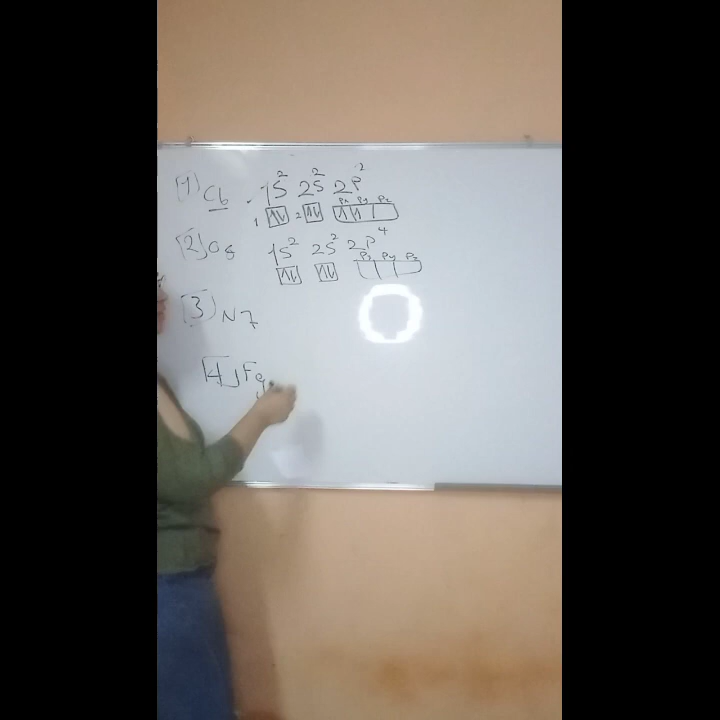 [1] C6 1S² 2S² 2P²
Px Py Pz
1 2
[2] O8 1S² 2S² 2P⁴
Px Py Pz
[3] N7
[4] F9